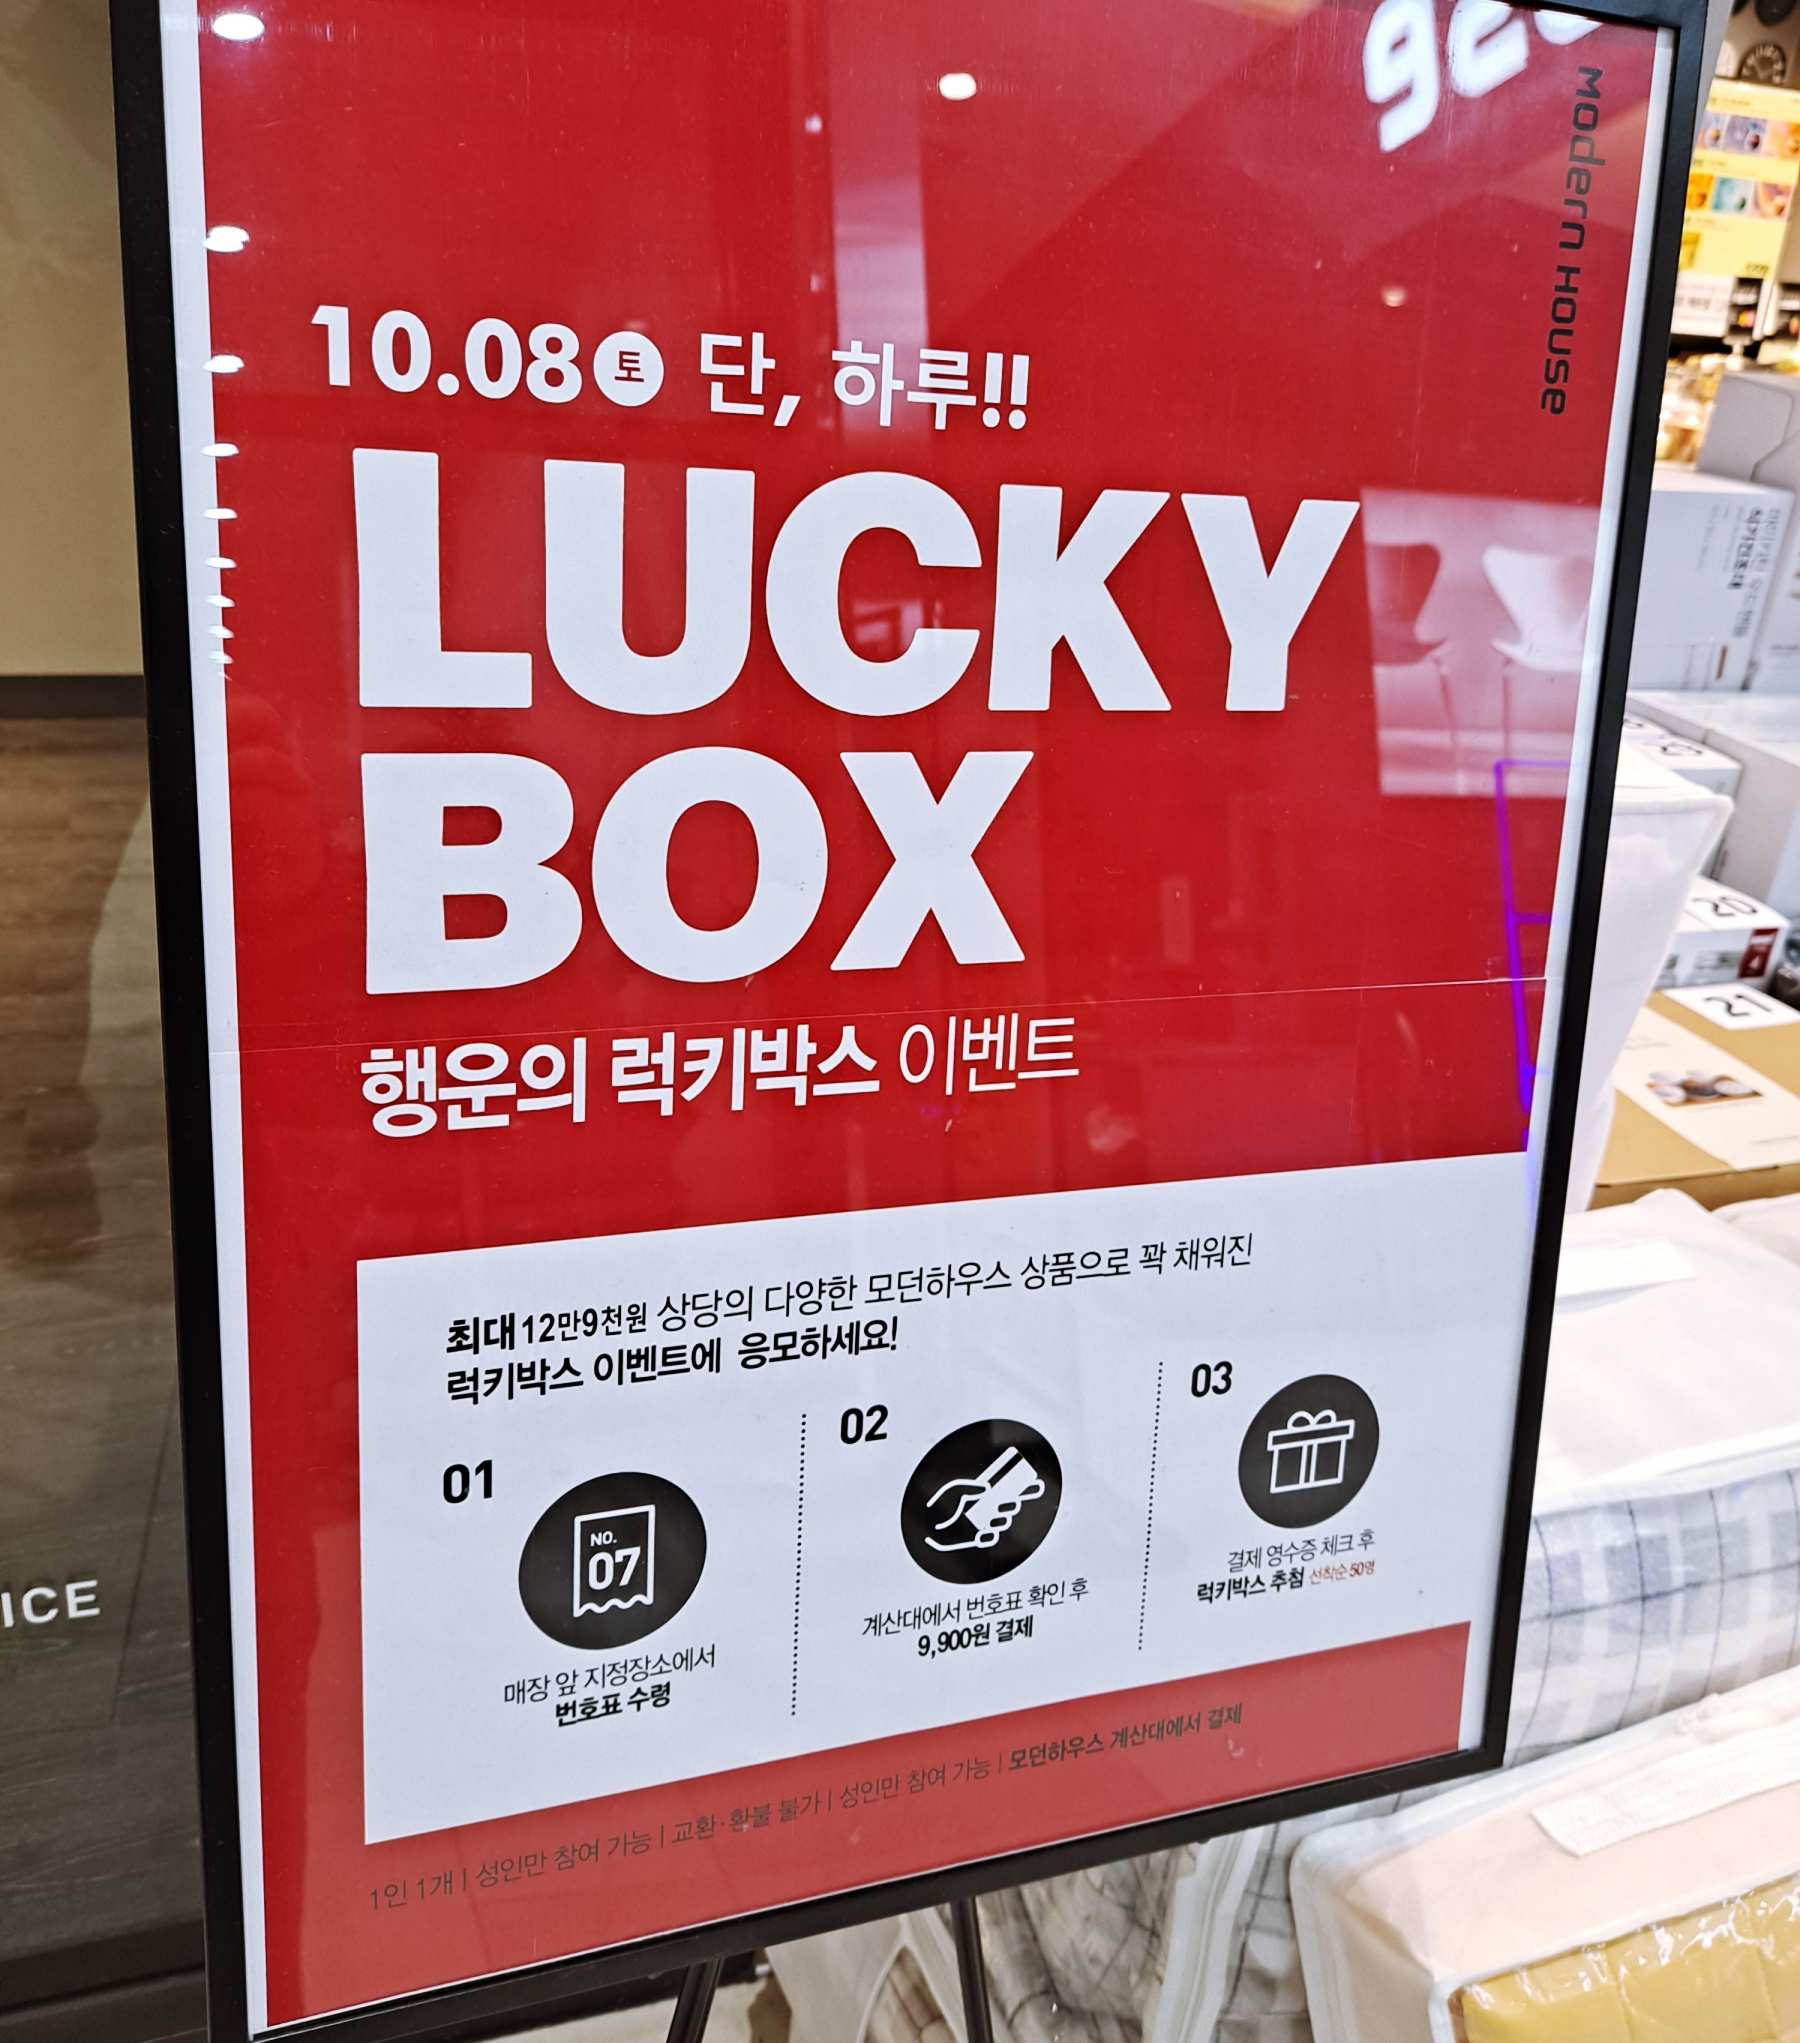 Modern House
10.08 토 단, 하루!!
LUCKY
BOX
행운의 럭키박스 이벤트
최대 12만9천원 상당의 다양한 모던하우스 상품으로 꽉 채워진
럭키박스 이벤트에 응모하세요!
01
NO.
07
매장 앞 지정장소에서
번호표 수령
02
계산대에서 번호표 확인 후
9,900원 결제
03
결제 영수증 체크 후
럭키박스 추첨 선착순 50명
1인 1개 | 성인만 참여 가능 | 교환·환불 불가 | 성인만 참여 가능 | 모던하우스 계산대에서 결제
ICE
20
21